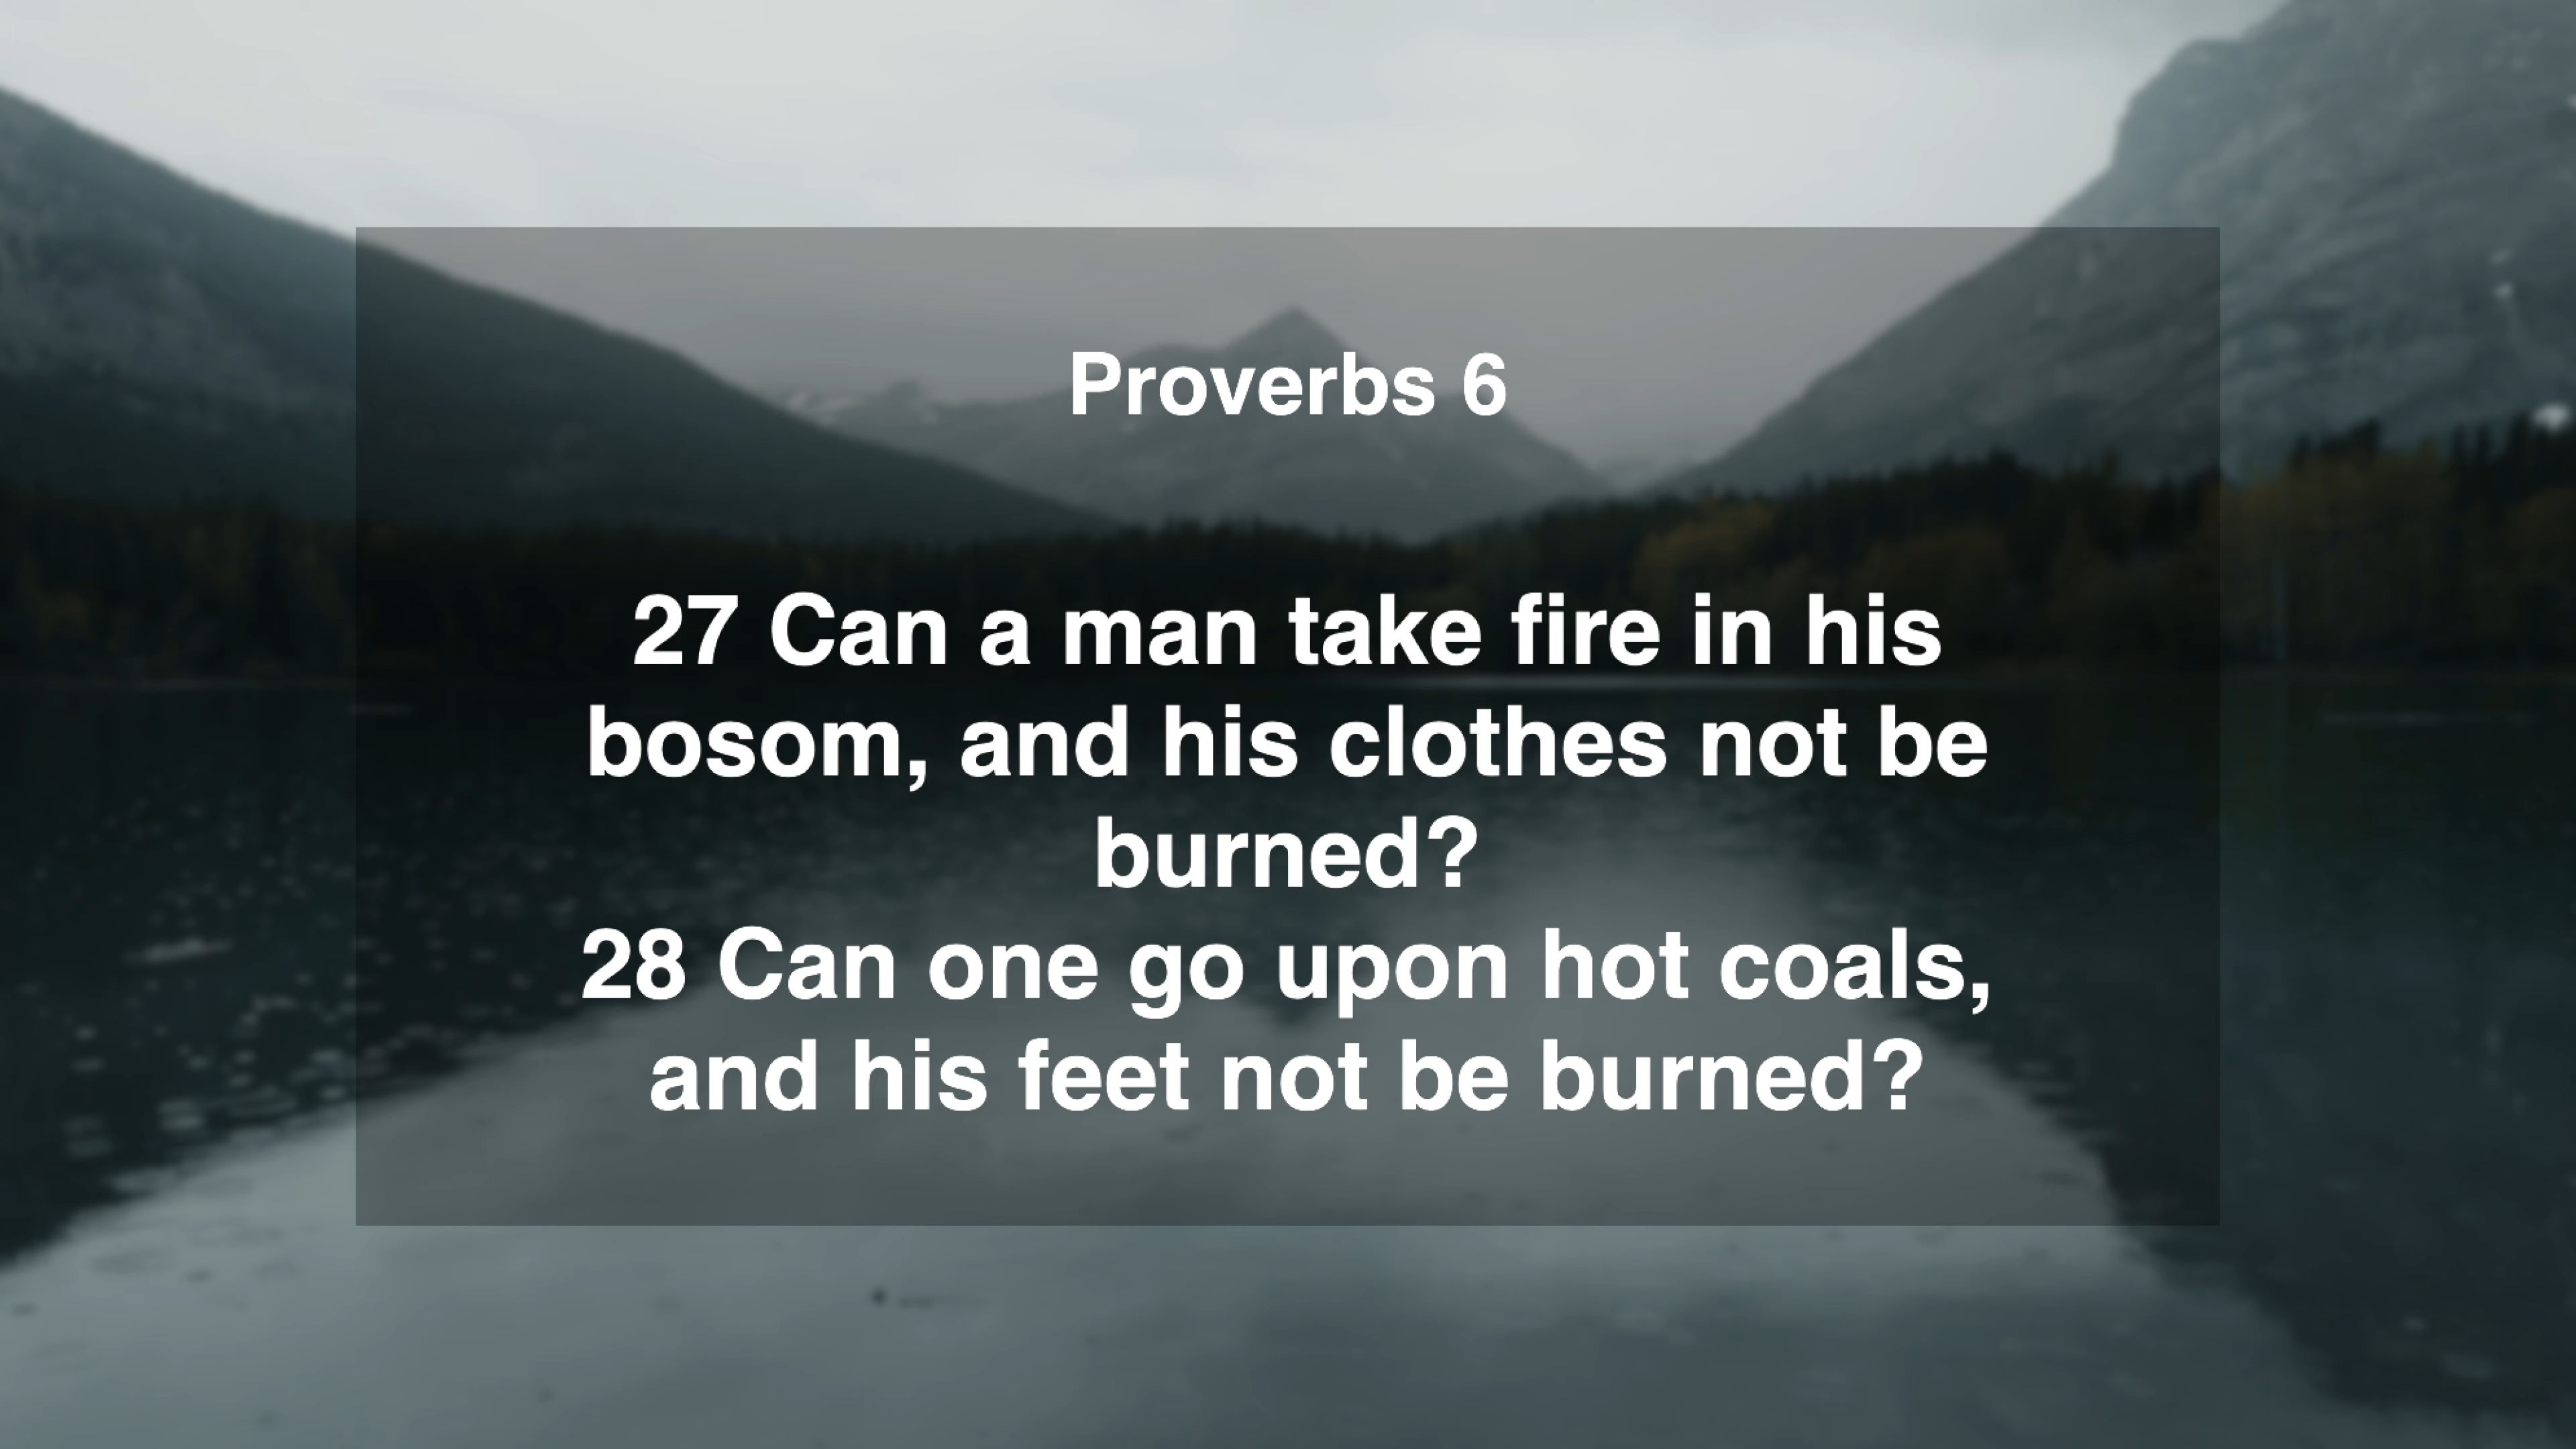 Proverbs 6
27 Can a man take fire in his
bosom, and his clothes not be
burned?
28 Can one go upon hot coals,
and his feet not be burned?